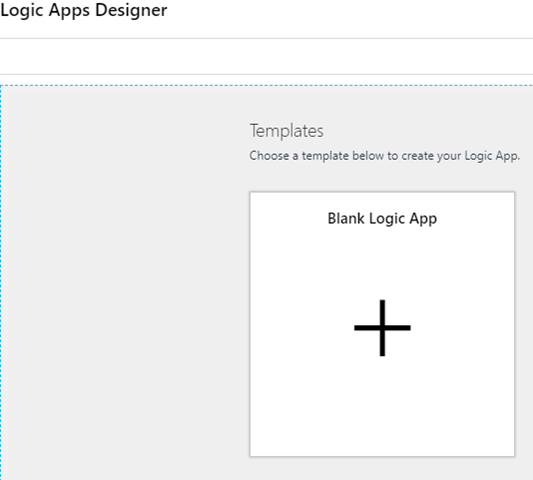 Logic Apps Designer
Templates
Choose a template below to create your Logic App.
Blank Logic App